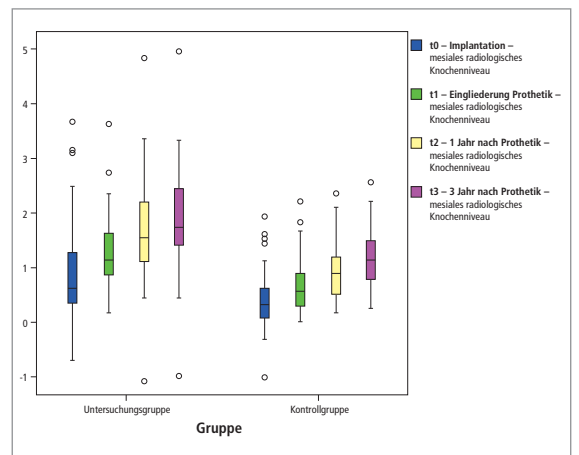 5
4
3
2
1
0
-1
Untersuchungsgruppe
Kontrollgruppe
Gruppe
t0 – Implantation –
mesiales radiologisches
Knochenniveau
t1 – Eingliederung Prothetik –
mesiales radiologisches
Knochenniveau
t2 – 1 Jahr nach Prothetik –
mesiales radiologisches
Knochenniveau
t3 – 3 Jahr nach Prothetik –
mesiales radiologisches
Knochenniveau